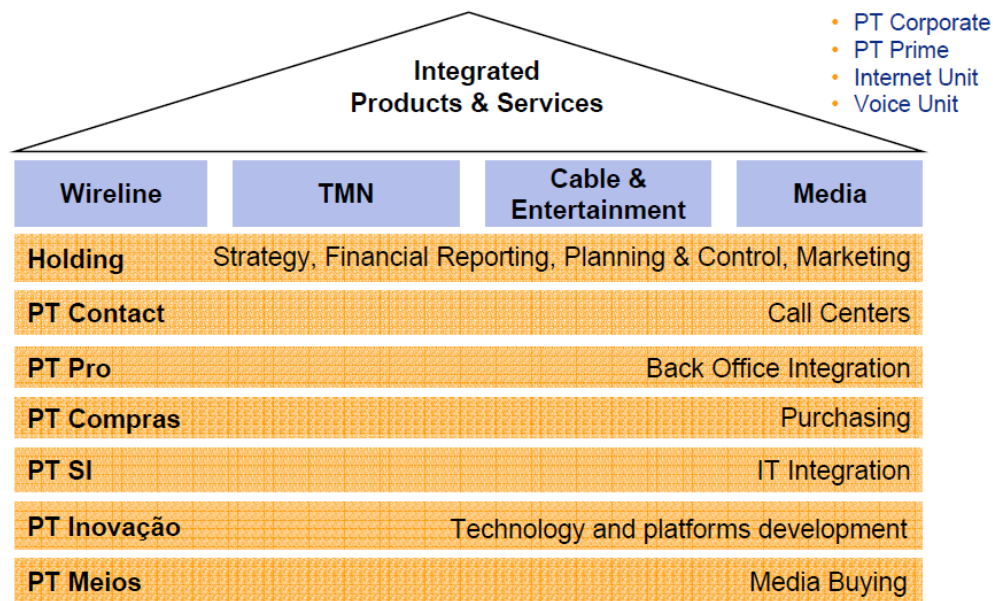 Integrated
Products & Services
• PT Corporate
• PT Prime
• Internet Unit
• Voice Unit
Wireline
TMN
Cable &
Entertainment
Media
Holding Strategy, Financial Reporting, Planning & Control, Marketing
PT Contact Call Centers
PT Pro Back Office Integration
PT Compras Purchasing
PT SI IT Integration
PT Inovação Technology and platforms development
PT Meios Media Buying